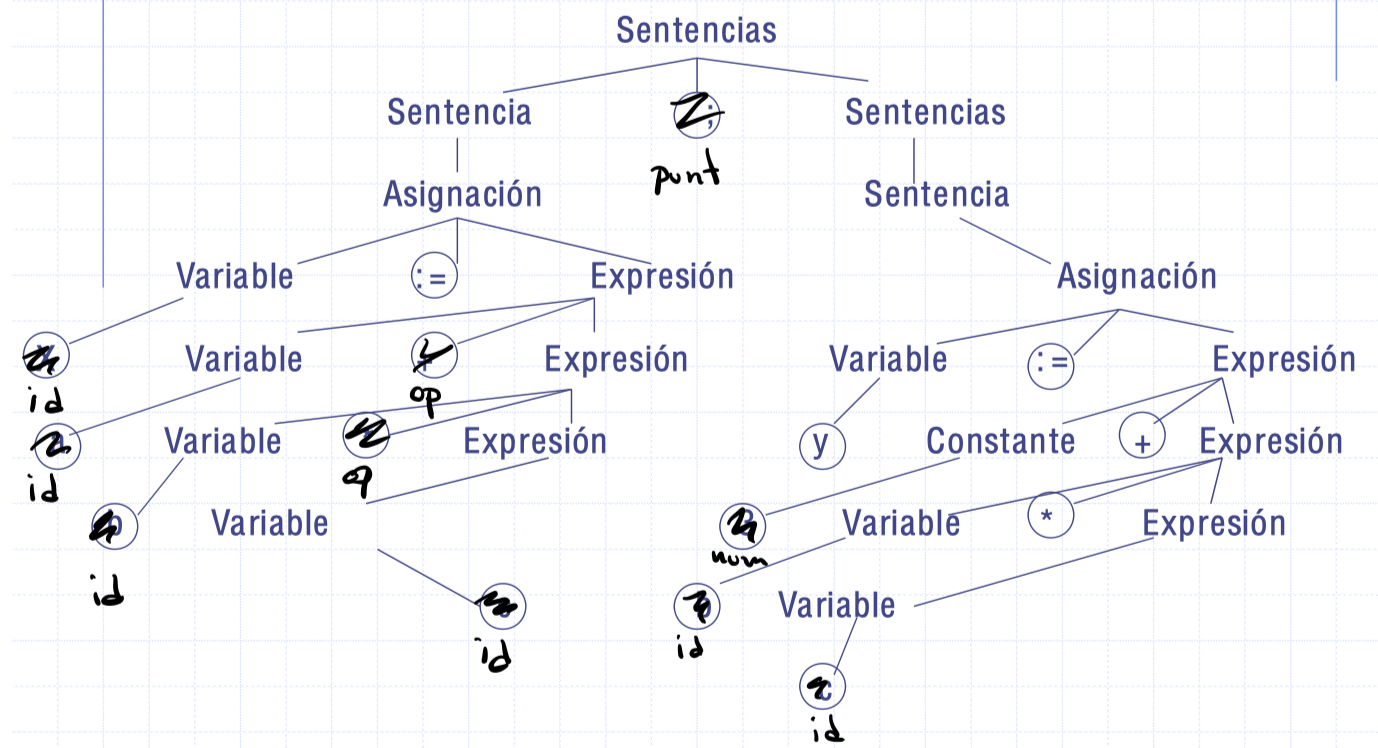 Sentencias
Sentencia ; Sentencias
punt
Asignación Sentencia
Variable := Expresión Asignación
Variable Expresión Variable := Expresión
id op
Variable Expresión y Constante + Expresión
id op
Variable Variable * Expresión
id num
Variable
id id
id